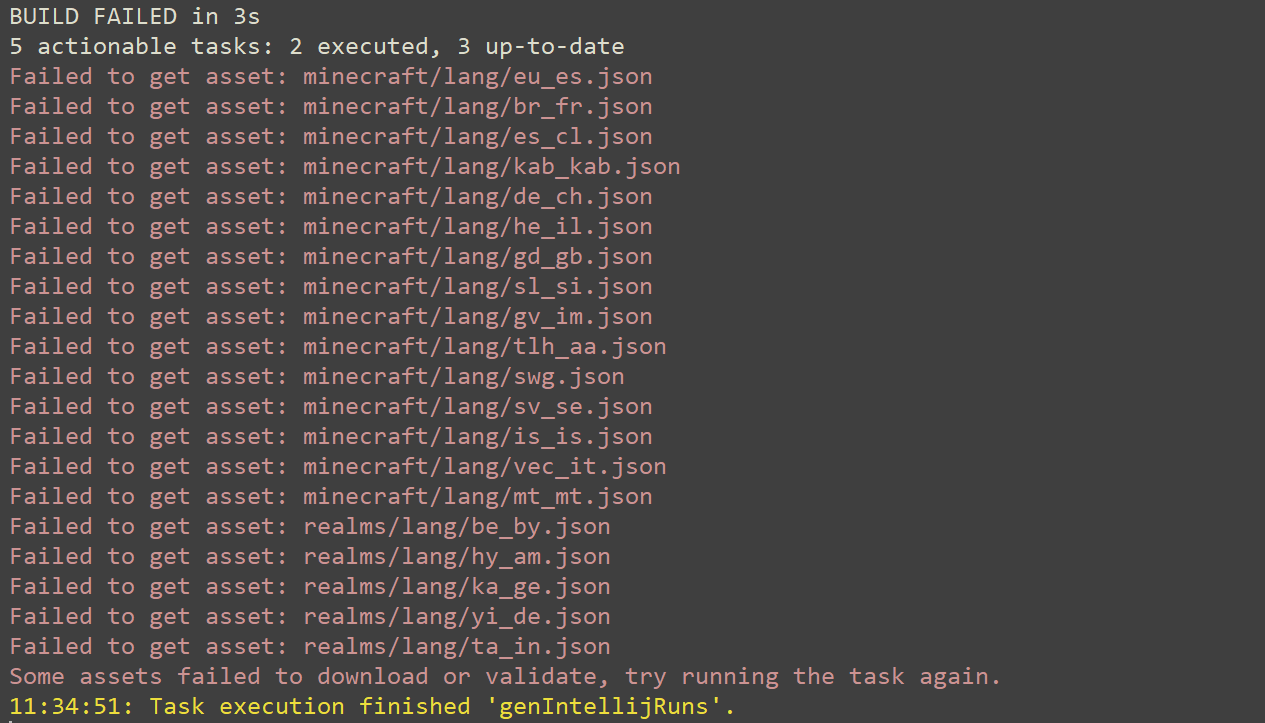 BUILD FAILED in 3s
5 actionable tasks: 2 executed, 3 up-to-date
Failed to get asset: minecraft/lang/eu_es.json
Failed to get asset: minecraft/lang/br_fr.json
Failed to get asset: minecraft/lang/es_cl.json
Failed to get asset: minecraft/lang/kab_kab.json
Failed to get asset: minecraft/lang/de_ch.json
Failed to get asset: minecraft/lang/he_il.json
Failed to get asset: minecraft/lang/gd_gb.json
Failed to get asset: minecraft/lang/sl_si.json
Failed to get asset: minecraft/lang/gv_im.json
Failed to get asset: minecraft/lang/tlh_aa.json
Failed to get asset: minecraft/lang/swg.json
Failed to get asset: minecraft/lang/sv_se.json
Failed to get asset: minecraft/lang/is_is.json
Failed to get asset: minecraft/lang/vec_it.json
Failed to get asset: minecraft/lang/mt_mt.json
Failed to get asset: realms/lang/be_by.json
Failed to get asset: realms/lang/hy_am.json
Failed to get asset: realms/lang/ka_ge.json
Failed to get asset: realms/lang/yi_de.json
Failed to get asset: realms/lang/ta_in.json
Some assets failed to download or validate, try running the task again.
11:34:51: Task execution finished 'genIntellijRuns'.